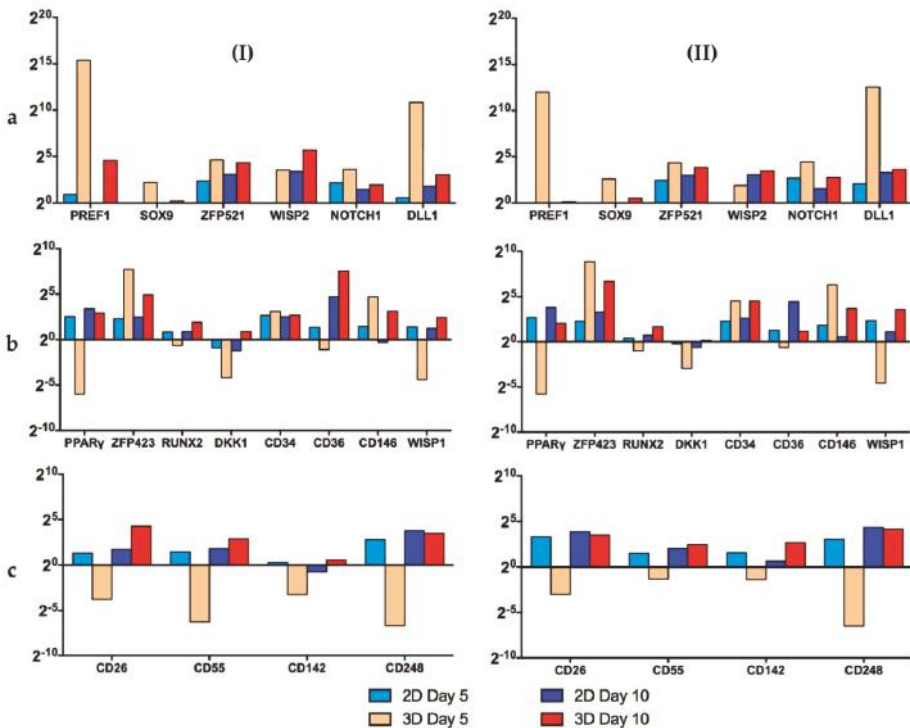 (I)
(II)
a
2^20
2^15
2^10
2^5
2^0
PREF1 SOX9 ZFP521 WISP2 NOTCH1 DLL1
2^20
2^15
2^10
2^5
2^0
PREF1 SOX9 ZFP521 WISP2 NOTCH1 DLL1
b
2^10
2^5
2^0
2^-5
2^-10
PPARγ ZFP423 RUNX2 DKK1 CD34 CD36 CD146 WISP1
2^10
2^5
2^0
2^-5
2^-10
PPARγ ZFP423 RUNX2 DKK1 CD34 CD36 CD146 WISP1
c
2^10
2^5
2^0
2^-5
2^-10
CD26 CD55 CD142 CD248
2^10
2^5
2^0
2^-5
2^-10
CD26 CD55 CD142 CD248
2D Day 5 2D Day 10
3D Day 5 3D Day 10